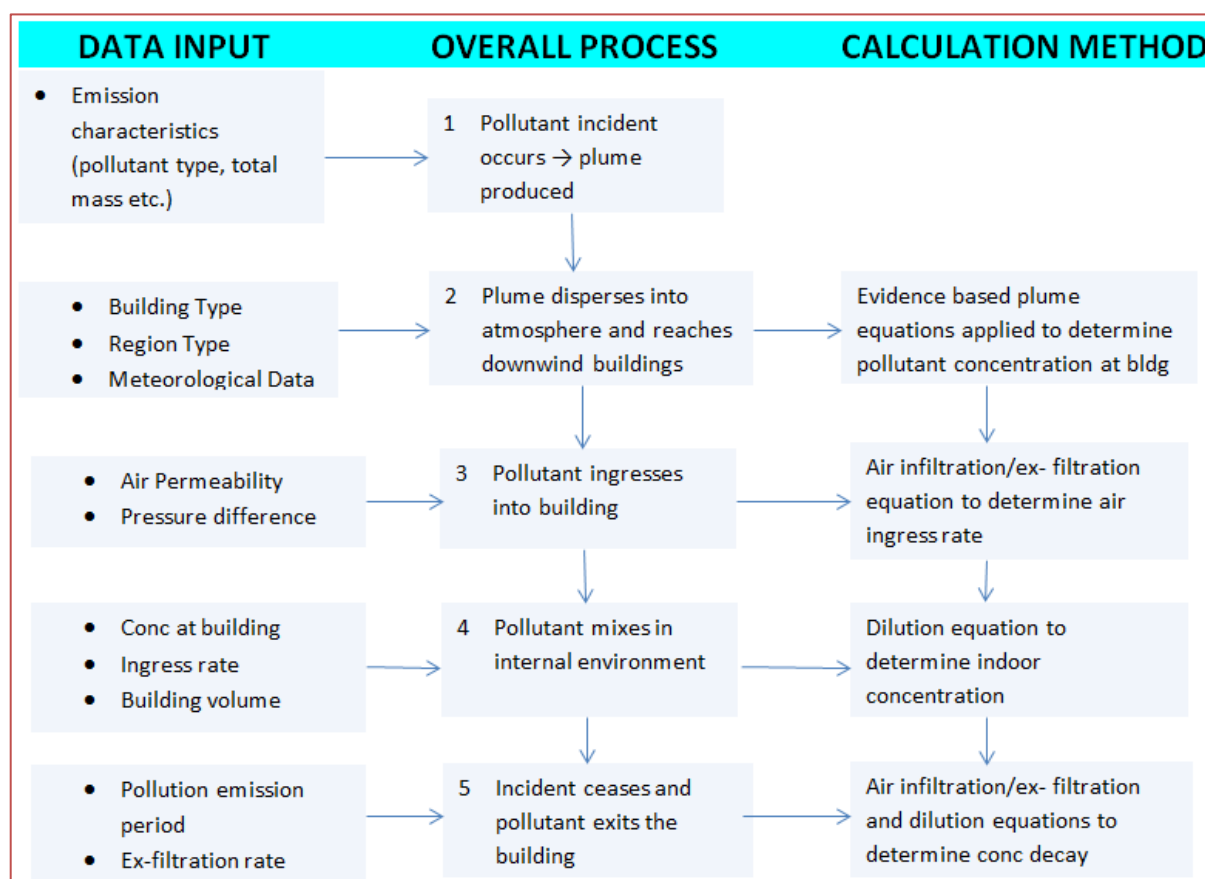 DATA INPUT
OVERALL PROCESS
CALCULATION METHOD
• Emission
characteristics
(pollutant type, total
mass etc.)
1 Pollutant incident
occurs → plume
produced
• Building Type
• Region Type
• Meteorological Data
2 Plume disperses into
atmosphere and reaches
downwind buildings
Evidence based plume
equations applied to determine
pollutant concentration at bldg
• Air Permeability
• Pressure difference
3 Pollutant ingresses
into building
Air infiltration/ex- filtration
equation to determine air
ingress rate
• Conc at building
• Ingress rate
• Building volume
4 Pollutant mixes in
internal environment
Dilution equation to
determine indoor
concentration
• Pollution emission
period
• Ex-filtration rate
5 Incident ceases and
pollutant exits the
building
Air infiltration/ex- filtration
and dilution equations to
determine conc decay